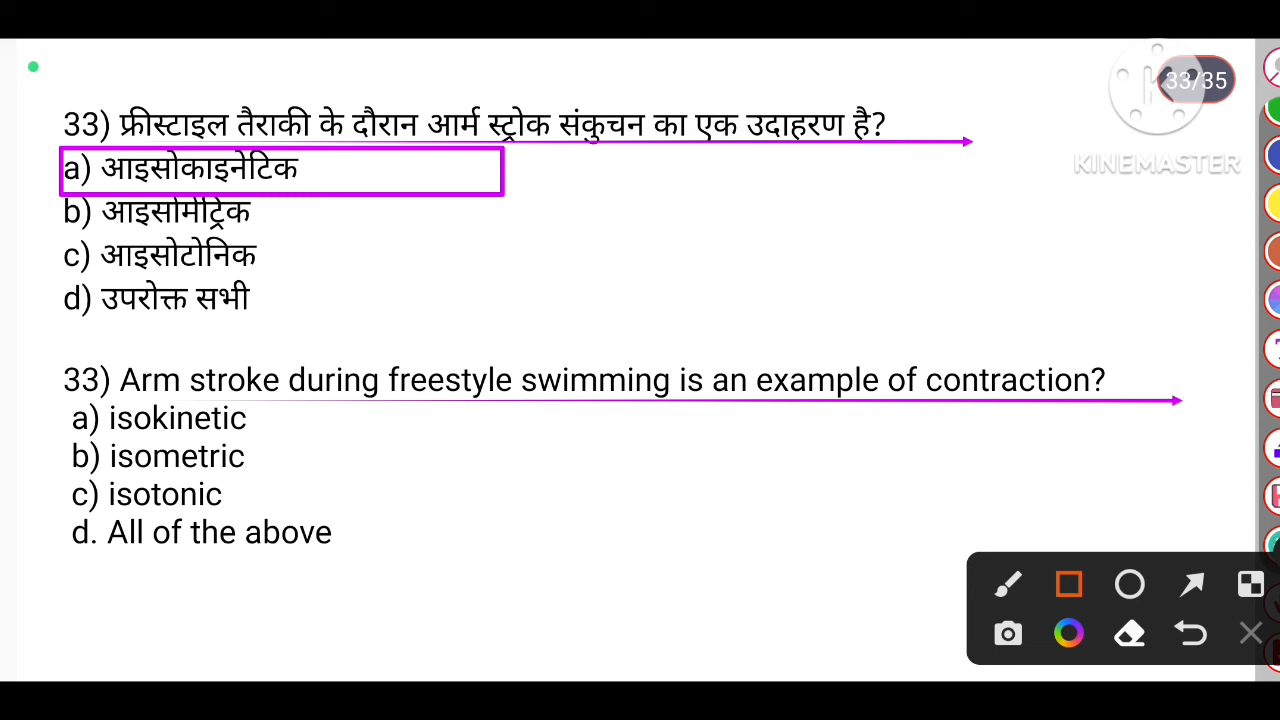 33/35
KINEMASTER
33) फ्रीस्टाइल तैराकी के दौरान आर्म स्ट्रोक संकुचन का एक उदाहरण है?
a) आइसोकाइनेटिक
b) आइसोमेट्रिक
c) आइसोटोनिक
d) उपरोक्त सभी
33) Arm stroke during freestyle swimming is an example of contraction?
a) isokinetic
b) isometric
c) isotonic
d. All of the above